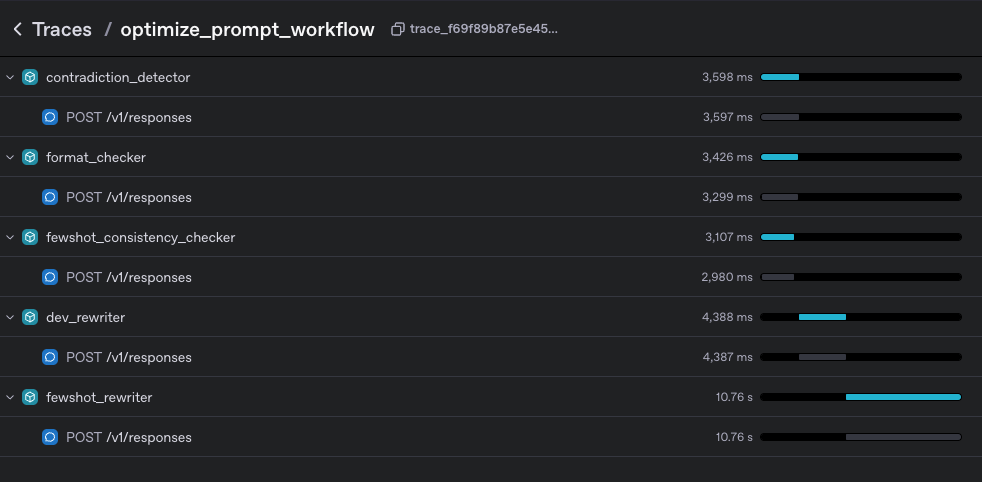 Traces / optimize_prompt_workflow trace_f69f89b87e5e45...
contradiction_detector 3,598 ms
POST /v1/responses 3,597 ms
format_checker 3,426 ms
POST /v1/responses 3,299 ms
fewshot_consistency_checker 3,107 ms
POST /v1/responses 2,980 ms
dev_rewriter 4,388 ms
POST /v1/responses 4,387 ms
fewshot_rewriter 10.76 s
POST /v1/responses 10.76 s